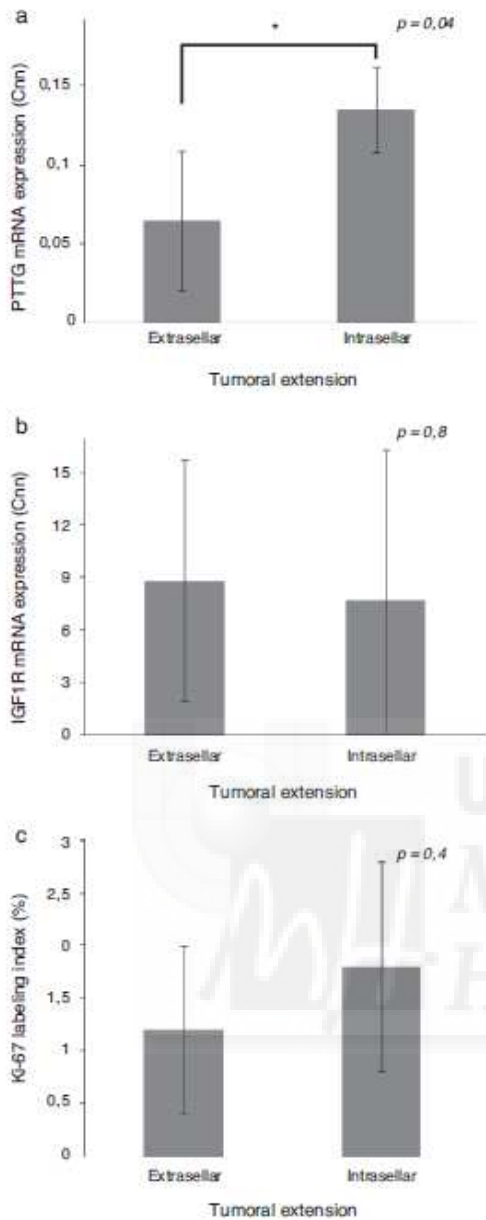 a
p = 0,04
*
PTTG mRNA expression (Cnn)
0,15
0,1
0,05
0
Extrasellar
Intrasellar
Tumoral extension
b
p = 0,8
IGF1R mRNA expression (Cnn)
15
12
9
6
3
0
Extrasellar
Intrasellar
Tumoral extension
c
p = 0,4
Ki-67 labeling index (%)
3
2,5
0
1,5
1
0,5
0
Extrasellar
Intrasellar
Tumoral extension